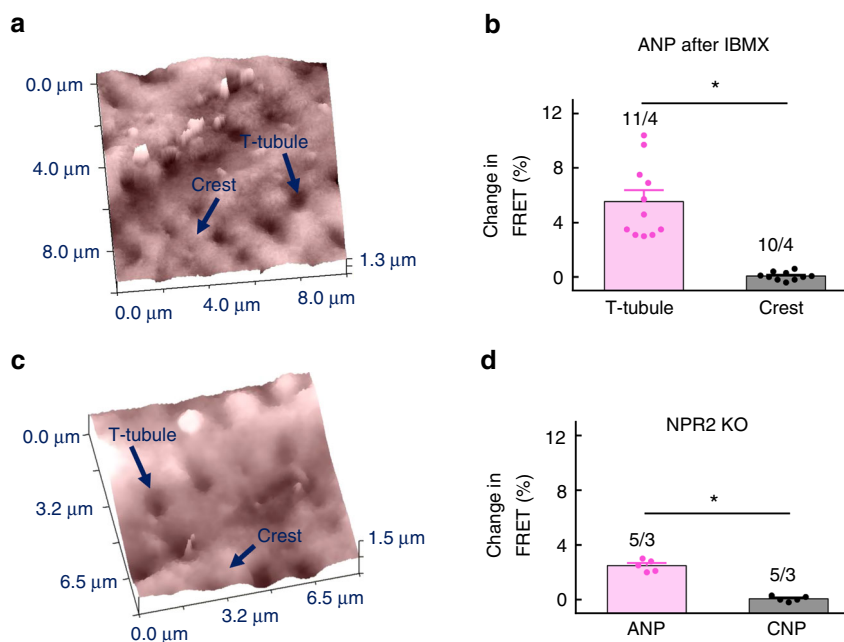 a
0.0 µm
4.0 µm
8.0 µm
T-tubule
Crest
1.3 µm
0.0 µm
4.0 µm
8.0 µm
b
ANP after IBMX
*
11/4
10/4
12
8
4
0
Change in
FRET (%)
T-tubule
Crest
c
0.0 µm
3.2 µm
6.5 µm
T-tubule
Crest
1.5 µm
0.0 µm
3.2 µm
6.5 µm
d
NPR2 KO
*
5/3
5/3
12
8
4
0
Change in
FRET (%)
ANP
CNP